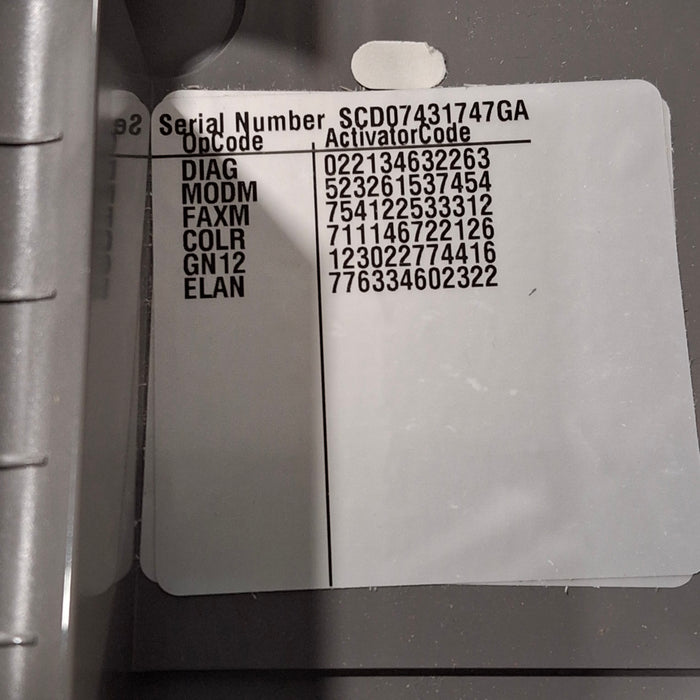 Serial Number SCD07431747GA
OpCode ActivatorCode
DIAG 022134632263
MODM 523261537454
FAXM 754122533312
COLR 711146722126
GN12 123022774416
ELAN 776334602322